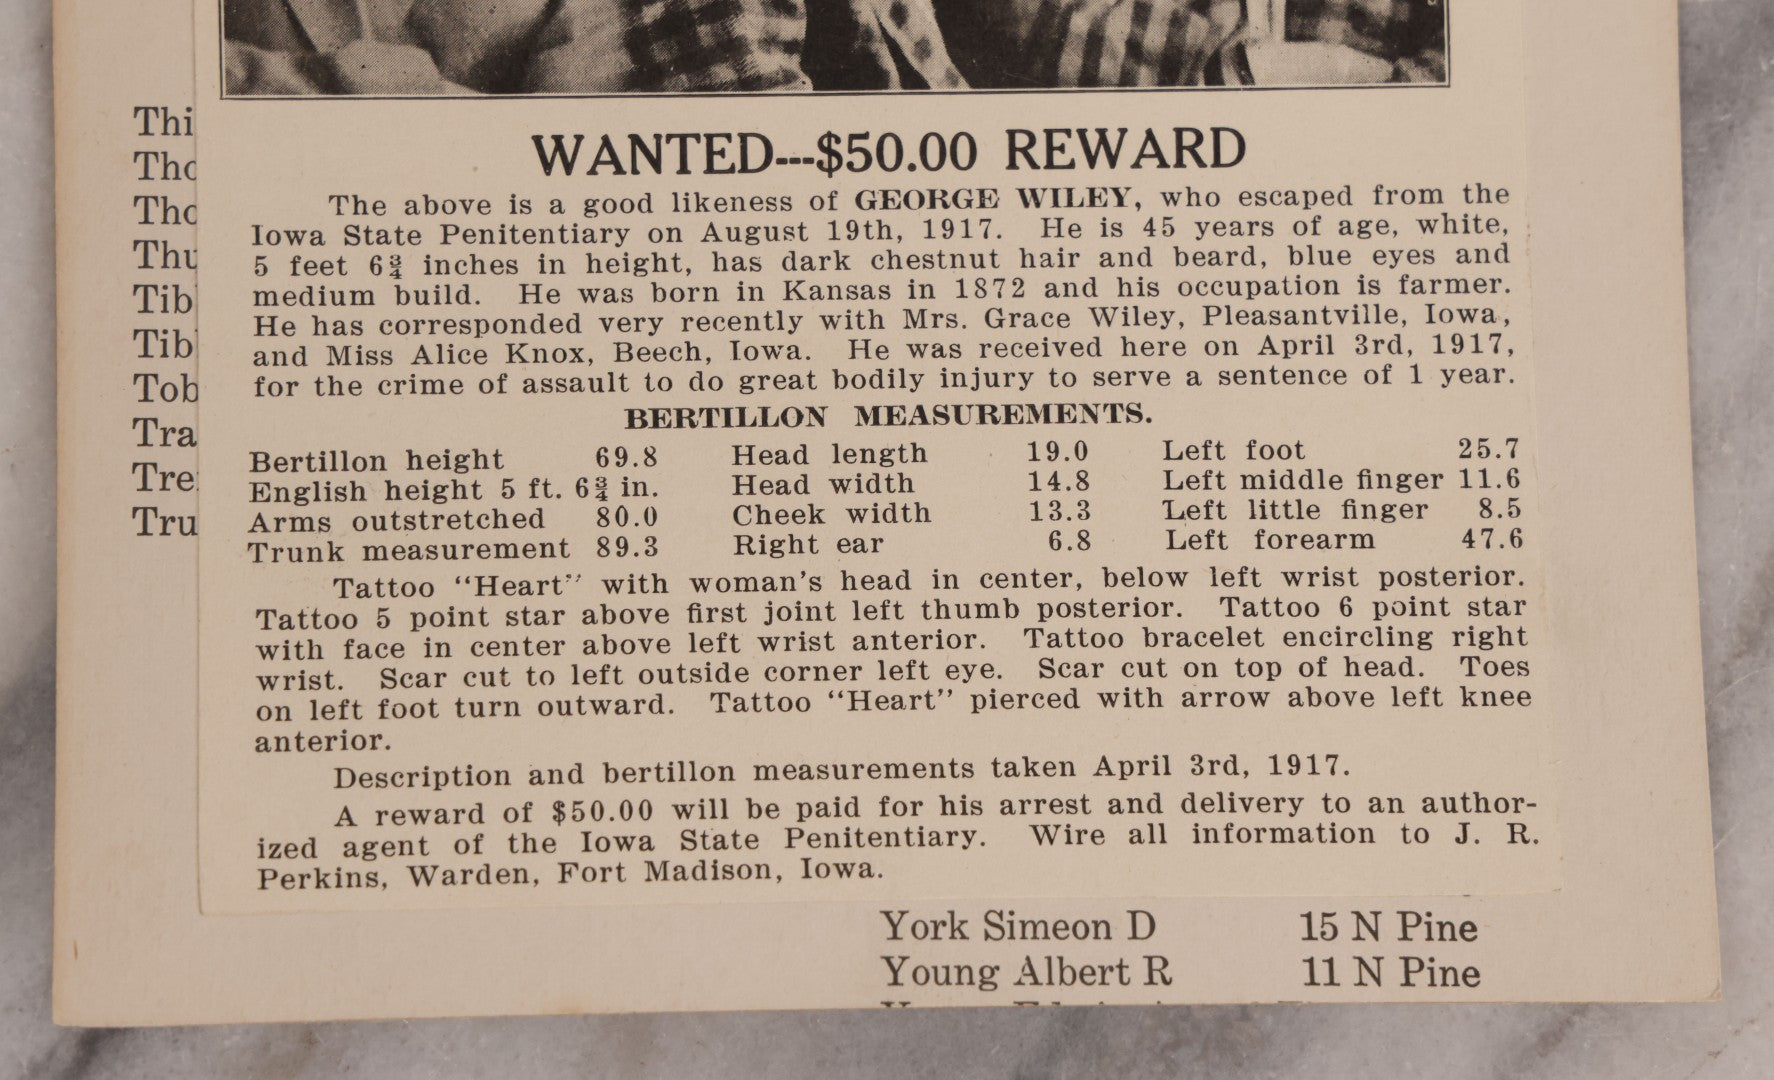 Thi
Tho
Tho
Thu
Tib
Tib
Tob
Tra
Tre
Tru
WANTED---$50.00 REWARD
The above is a good likeness of GEORGE WILEY, who escaped from the
Iowa State Penitentiary on August 19th, 1917. He is 45 years of age, white,
5 feet 6¾ inches in height, has dark chestnut hair and beard, blue eyes and
medium build. He was born in Kansas in 1872 and his occupation is farmer.
He has corresponded very recently with Mrs. Grace Wiley, Pleasantville, Iowa,
and Miss Alice Knox, Beech, Iowa. He was received here on April 3rd, 1917,
for the crime of assault to do great bodily injury to serve a sentence of 1 year.
BERTILLON MEASUREMENTS.
Bertillon height 69.8 Head length 19.0 Left foot 25.7
English height 5 ft. 6¾ in. Head width 14.8 Left middle finger 11.6
Arms outstretched 80.0 Cheek width 13.3 Left little finger 8.5
Trunk measurement 89.3 Right ear 6.8 Left forearm 47.6
Tattoo "Heart" with woman's head in center, below left wrist posterior.
Tattoo 5 point star above first joint left thumb posterior. Tattoo 6 point star
with face in center above left wrist anterior. Tattoo bracelet encircling right
wrist. Scar cut to left outside corner left eye. Scar cut on top of head. Toes
on left foot turn outward. Tattoo "Heart" pierced with arrow above left knee
anterior.
Description and bertillon measurements taken April 3rd, 1917.
A reward of $50.00 will be paid for his arrest and delivery to an author-
ized agent of the Iowa State Penitentiary. Wire all information to J. R.
Perkins, Warden, Fort Madison, Iowa.
York Simeon D 15 N Pine
Young Albert R 11 N Pine